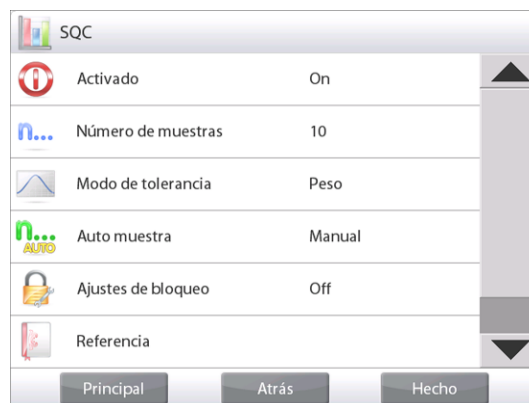 SQC
Activado On
n... Número de muestras 10
Modo de tolerancia Peso
n... AUTO Auto muestra Manual
Ajustes de bloqueo Off
Referencia
Principal Atrás Hecho